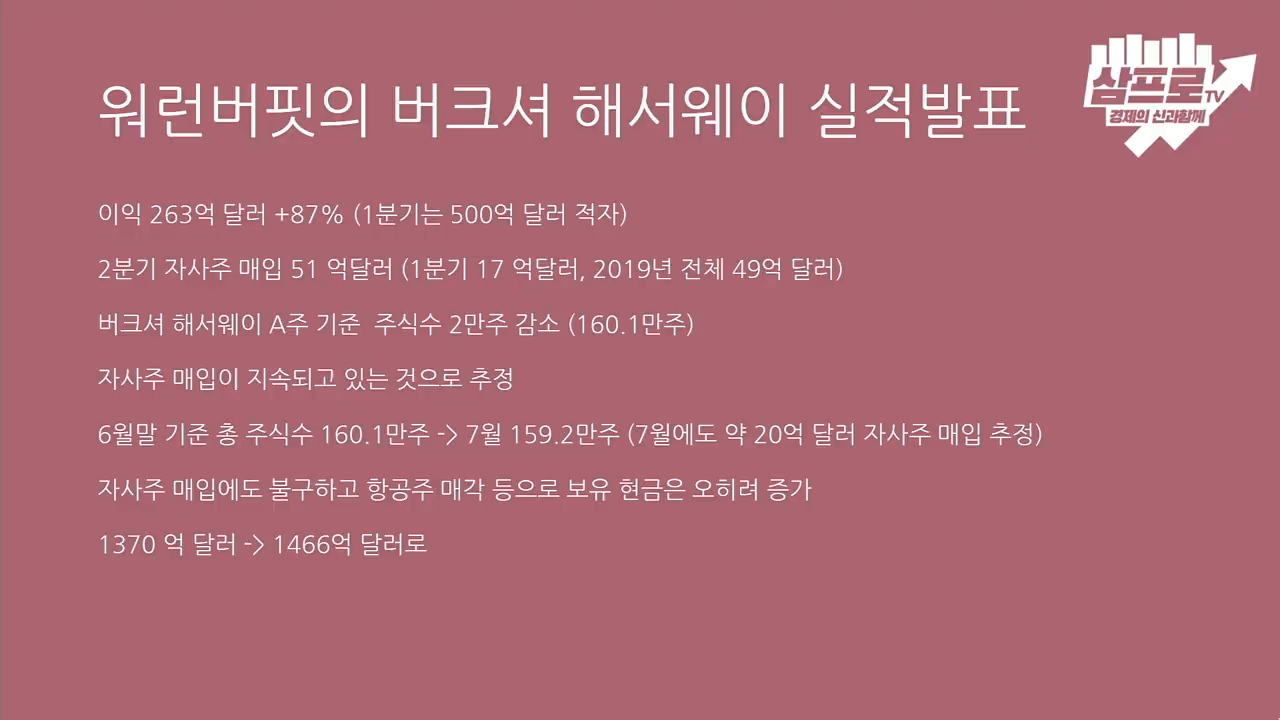 워런버핏의 버크셔 해서웨이 실적발표
삼프로TV
경제의 신과함께
이익 263억 달러 +87% (1분기는 500억 달러 적자)
2분기 자사주 매입 51 억달러 (1분기 17 억달러, 2019년 전체 49억 달러)
버크셔 해서웨이 A주 기준  주식수 2만주 감소 (160.1만주)
자사주 매입이 지속되고 있는 것으로 추정
6월말 기준 총 주식수 160.1만주 -> 7월 159.2만주 (7월에도 약 20억 달러 자사주 매입 추정)
자사주 매입에도 불구하고 항공주 매각 등으로 보유 현금은 오히려 증가
1370 억 달러 -> 1466억 달러로